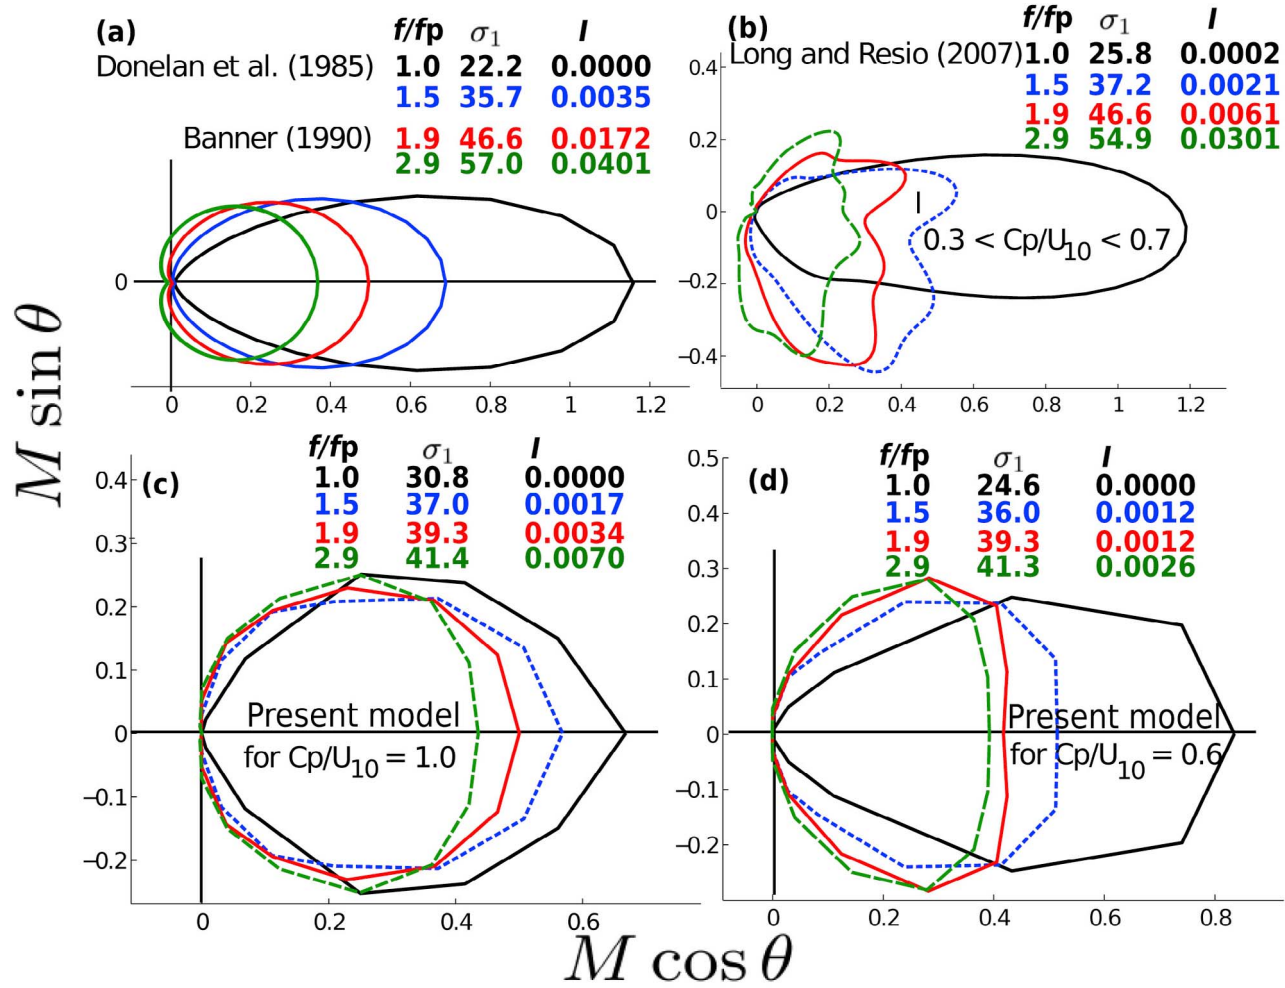 (a)
f/fp σ1 I
Donelan et al. (1985) 1.0 22.2 0.0000
1.5 35.7 0.0035
Banner (1990) 1.9 46.6 0.0172
2.9 57.0 0.0401
0
0 0.2 0.4 0.6 0.8 1 1.2
(b)
f/fp σ1 I
Long and Resio (2007) 1.0 25.8 0.0002
1.5 37.2 0.0021
1.9 46.6 0.0061
2.9 54.9 0.0301
0.4
0.2
0
−0.2
−0.4
I
0.3 < Cp/U10 < 0.7
0 0.2 0.4 0.6 0.8 1.0 1.2
M sin θ
(c)
f/fp σ1 I
1.0 30.8 0.0000
1.5 37.0 0.0017
1.9 39.3 0.0034
2.9 41.4 0.0070
0.4
0.3
0.2
0.1
0
−0.1
−0.2
Present model
for Cp/U10 = 1.0
0 0.2 0.4 0.6
(d)
f/fp σ1 I
1.0 24.6 0.0000
1.5 36.0 0.0012
1.9 39.3 0.0012
2.9 41.3 0.0026
0.5
0.4
0.3
0.2
0.1
0
−0.1
−0.2
Present model
for Cp/U10 = 0.6
0 0.2 0.4 0.6 0.8
M cos θ